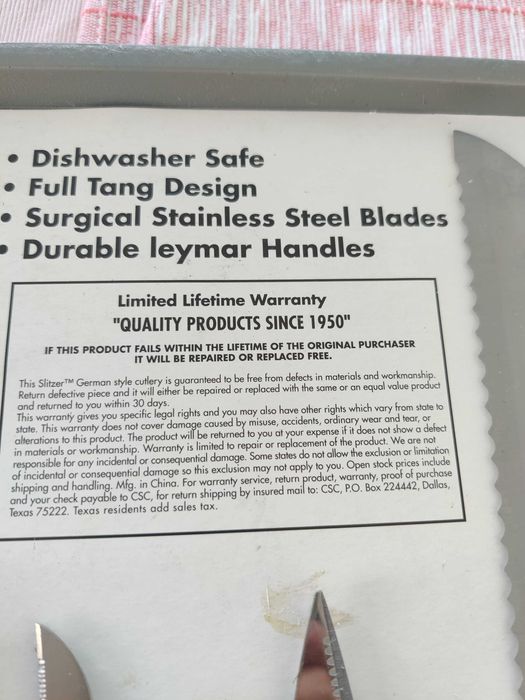 • Dishwasher Safe
• Full Tang Design
• Surgical Stainless Steel Blades
• Durable leymar Handles
Limited Lifetime Warranty
"QUALITY PRODUCTS SINCE 1950"
IF THIS PRODUCT FAILS WITHIN THE LIFETIME OF THE ORIGINAL PURCHASER
IT WILL BE REPAIRED OR REPLACED FREE.
This Slitzer™ German style cutlery is guaranteed to be free from defects in materials and workmanship.
Return defective piece and it will either be repaired or replaced with the same or an equal value product
and returned to you within 30 days.
This warranty gives you specific legal rights and you may also have other rights which vary from state to
state. This warranty does not cover damage caused by misuse, accidents, ordinary wear and tear, or
alterations to this product. The product will be returned to you at your expense if it does not show a defect
in materials or workmanship. Warranty is limited to repair or replacement of the product. We are not
responsible for any incidental or consequential damage. Some states do not allow the exclusion or limitation
of incidental or consequential damage so this exclusion may not apply to you. Open stock prices include
shipping and handling. Mfg. in China. For warranty service, return product, warranty, proof of purchase
and your check payable to CSC, for return shipping by insured mail to: CSC, P.O. Box 224442, Dallas,
Texas 75222. Texas residents add sales tax.